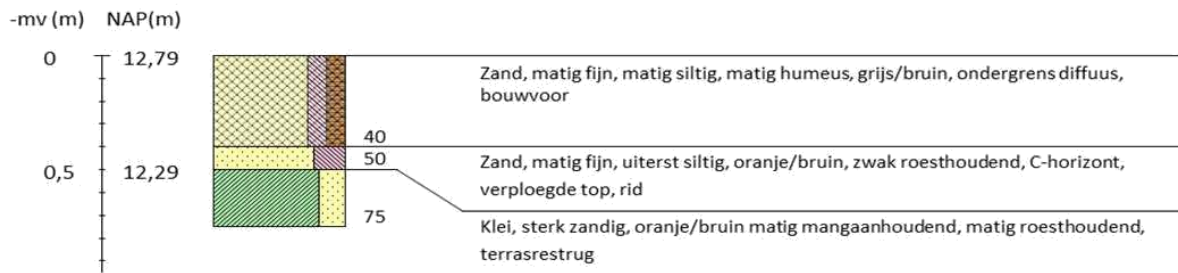 -mv (m) NAP(m)
0 12,79
Zand, matig fijn, matig siltig, matig humeus, grijs/bruin, ondergrens diffuus,
bouwvoor
40
50
Zand, matig fijn, uiterst siltig, oranje/bruin, zwak roesthoudend, C-horizont,
0,5 12,29
verploegde top, rid
75
Klei, sterk zandig, oranje/bruin matig mangaanhoudend, matig roesthoudend,
terrasrestrug